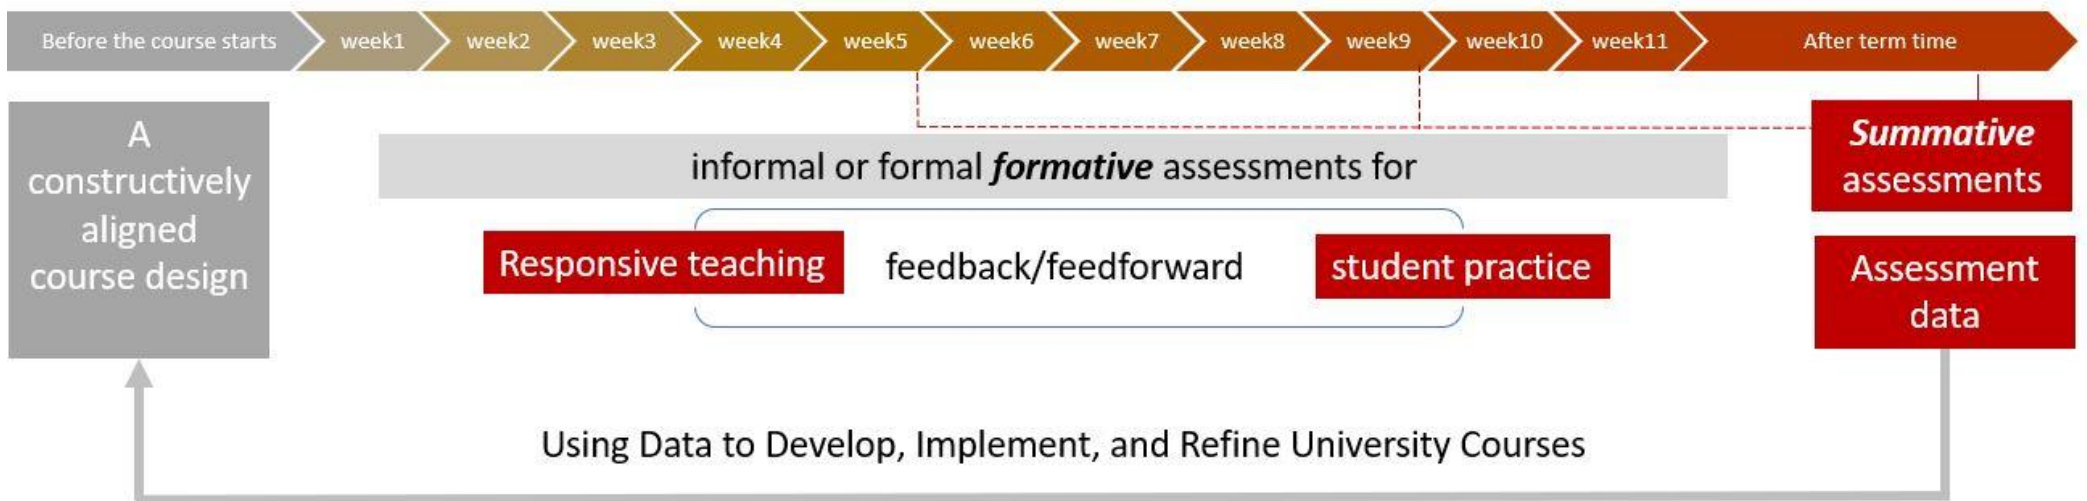 Before the course starts week1 week2 week3 week4 week5 week6 week7 week8 week9 week10 week11 After term time
A
constructively
aligned
course design
informal or formal formative assessments for
Responsive teaching
feedback/feedforward
student practice
Summative
assessments
Assessment
data
Using Data to Develop, Implement, and Refine University Courses